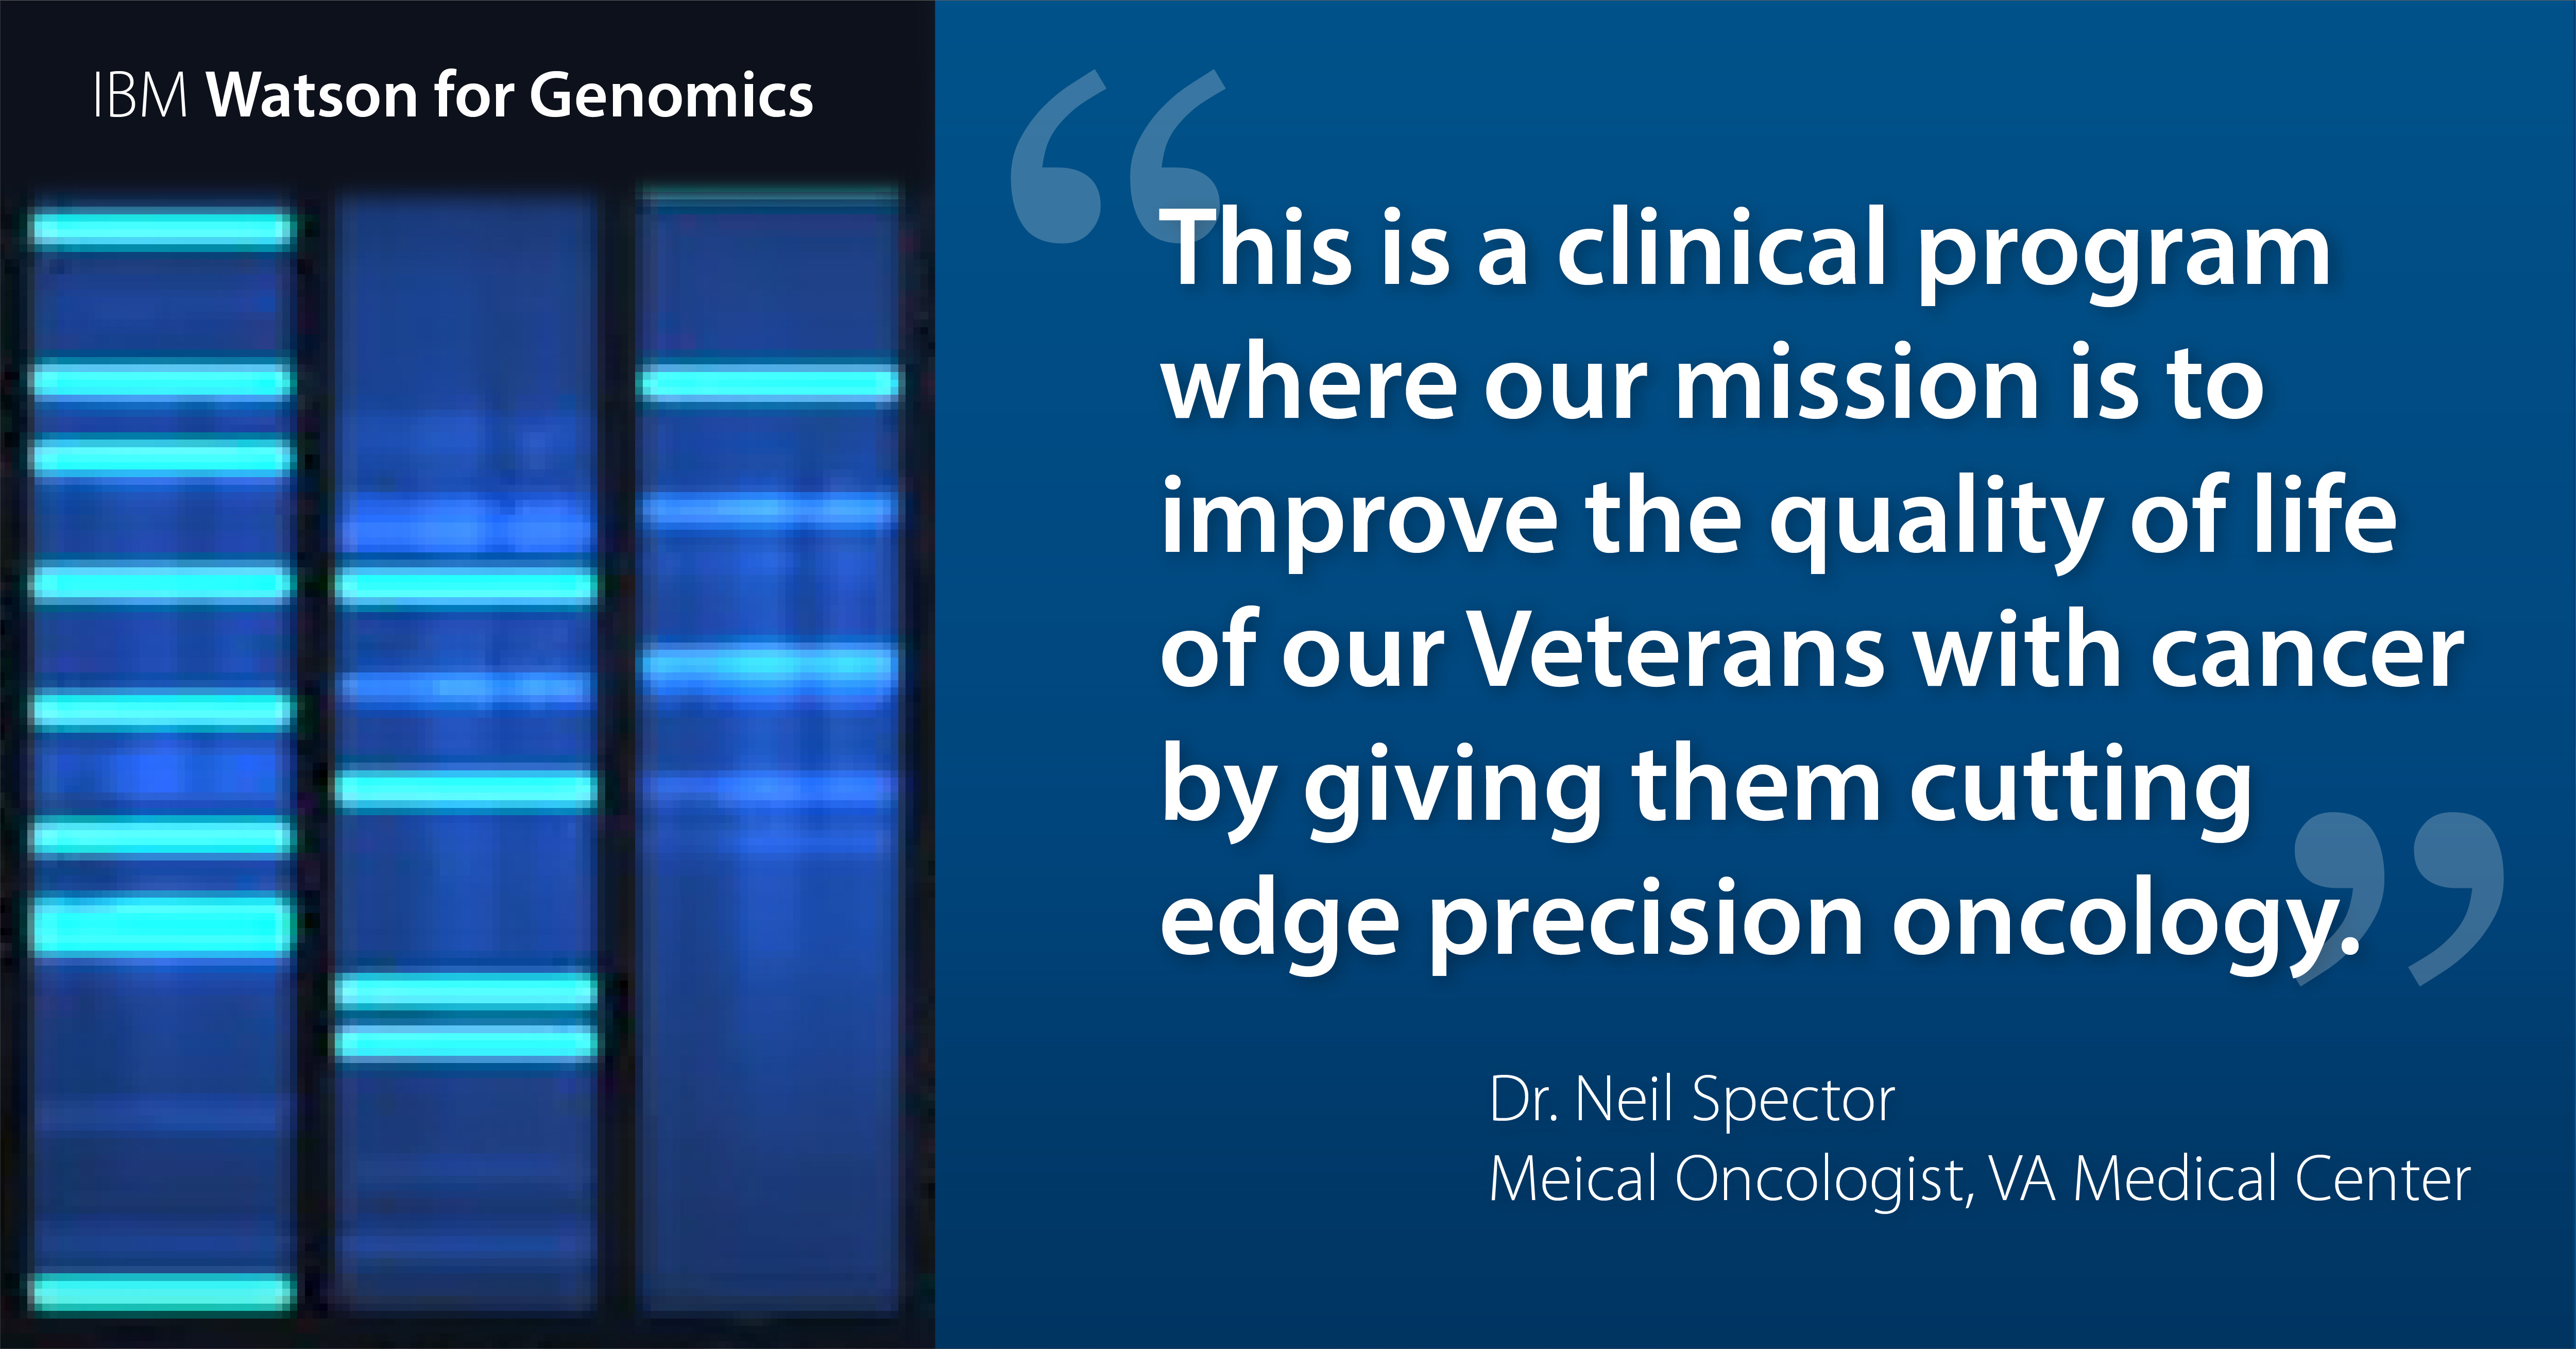 IBM Watson for Genomics
“
This is a clinical program
where our mission is to
improve the quality of life
of our Veterans with cancer
by giving them cutting
edge precision oncology.
”
Dr. Neil Spector
Meical Oncologist, VA Medical Center